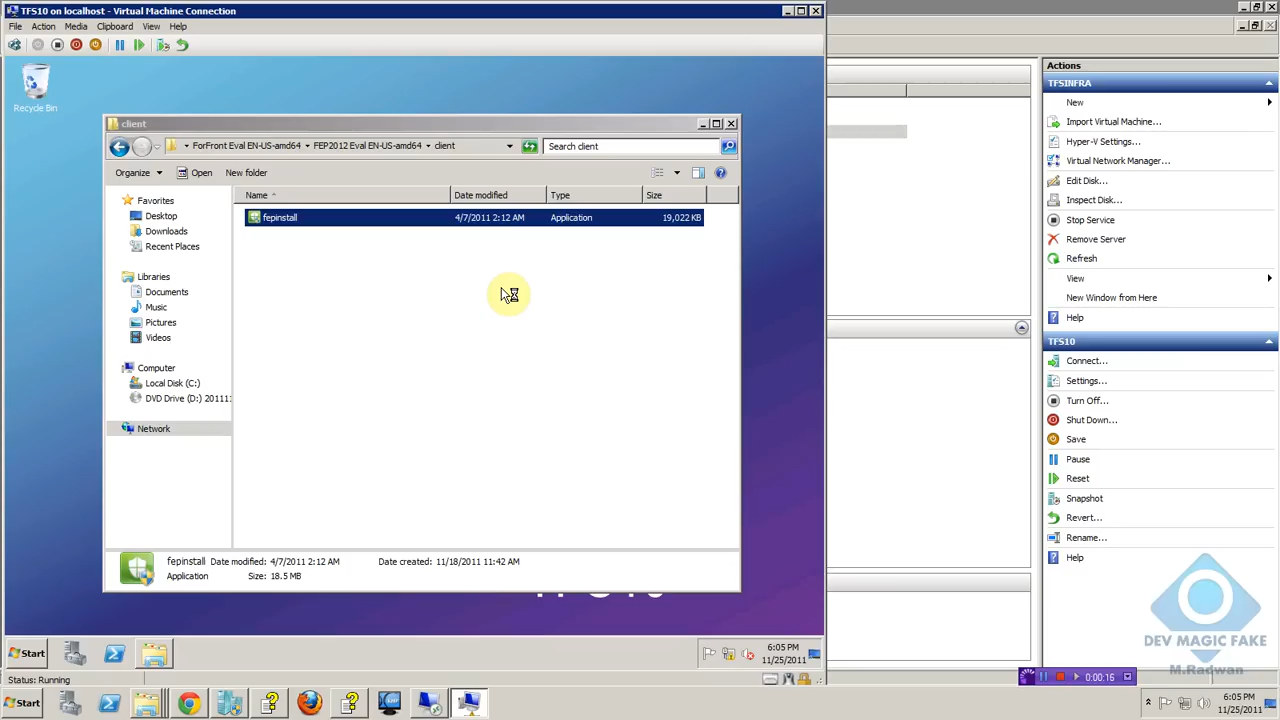 TFS10 on localhost - Virtual Machine Connection
File Action Media Clipboard View Help
Recycle Bin
client
ForFront Eval EN-US-amd64 FEP2012 Eval EN-US-amd64 client
Search client
Organize Open New folder
Name Date modified Type Size
fepinstall 4/7/2011 2:12 AM Application 19,022 KB
Favorites
Desktop
Downloads
Recent Places
Libraries
Documents
Music
Pictures
Videos
Computer
Local Disk (C:)
DVD Drive (D:) 20111
Network
fepinstall Date modified: 4/7/2011 2:12 AM Date created: 11/18/2011 11:42 AM
Application Size: 18.5 MB
Start
6:05 PM
11/25/2011
Status: Running
Actions
TFSINFRA
New
Import Virtual Machine...
Hyper-V Settings...
Virtual Network Manager...
Edit Disk...
Inspect Disk...
Stop Service
Remove Server
Refresh
View
New Window from Here
Help
TFS10
Connect...
Settings...
Turn Off...
Shut Down...
Save
Pause
Reset
Snapshot
Revert...
Rename...
Help
DEV MAGIC FAKE
M.Radwan
0:00:16
Start
6:05 PM
11/25/2011